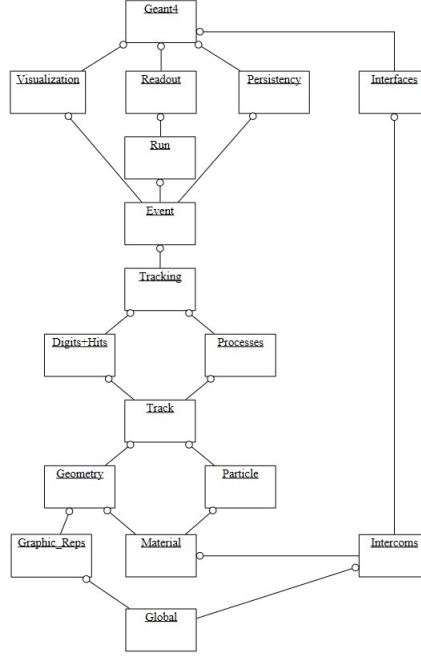 Geant4
Visualization
Readout
Persistency
Interfaces
Run
Event
Tracking
Digits+Hits
Processes
Track
Geometry
Particle
Graphic_Reps
Material
Intercoms
Global